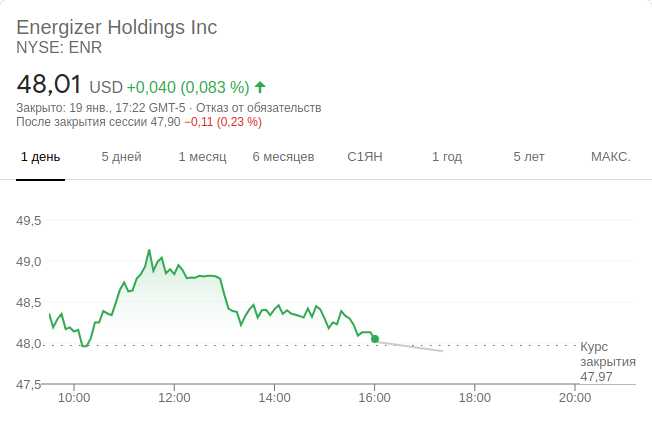 Energizer Holdings Inc
NYSE: ENR
48,01 USD +0,040 (0,083 %)
Закрыто: 19 янв., 17:22 GMT-5 · Отказ от обязательств
После закрытия сессии 47,90 −0,11 (0,23 %)
1 день 5 дней 1 месяц 6 месяцев С1ЯН 1 год 5 лет МАКС.
49,5
49,0
48,5
48,0
47,5
Курс
закрытия
47,97
10:00 12:00 14:00 16:00 18:00 20:00